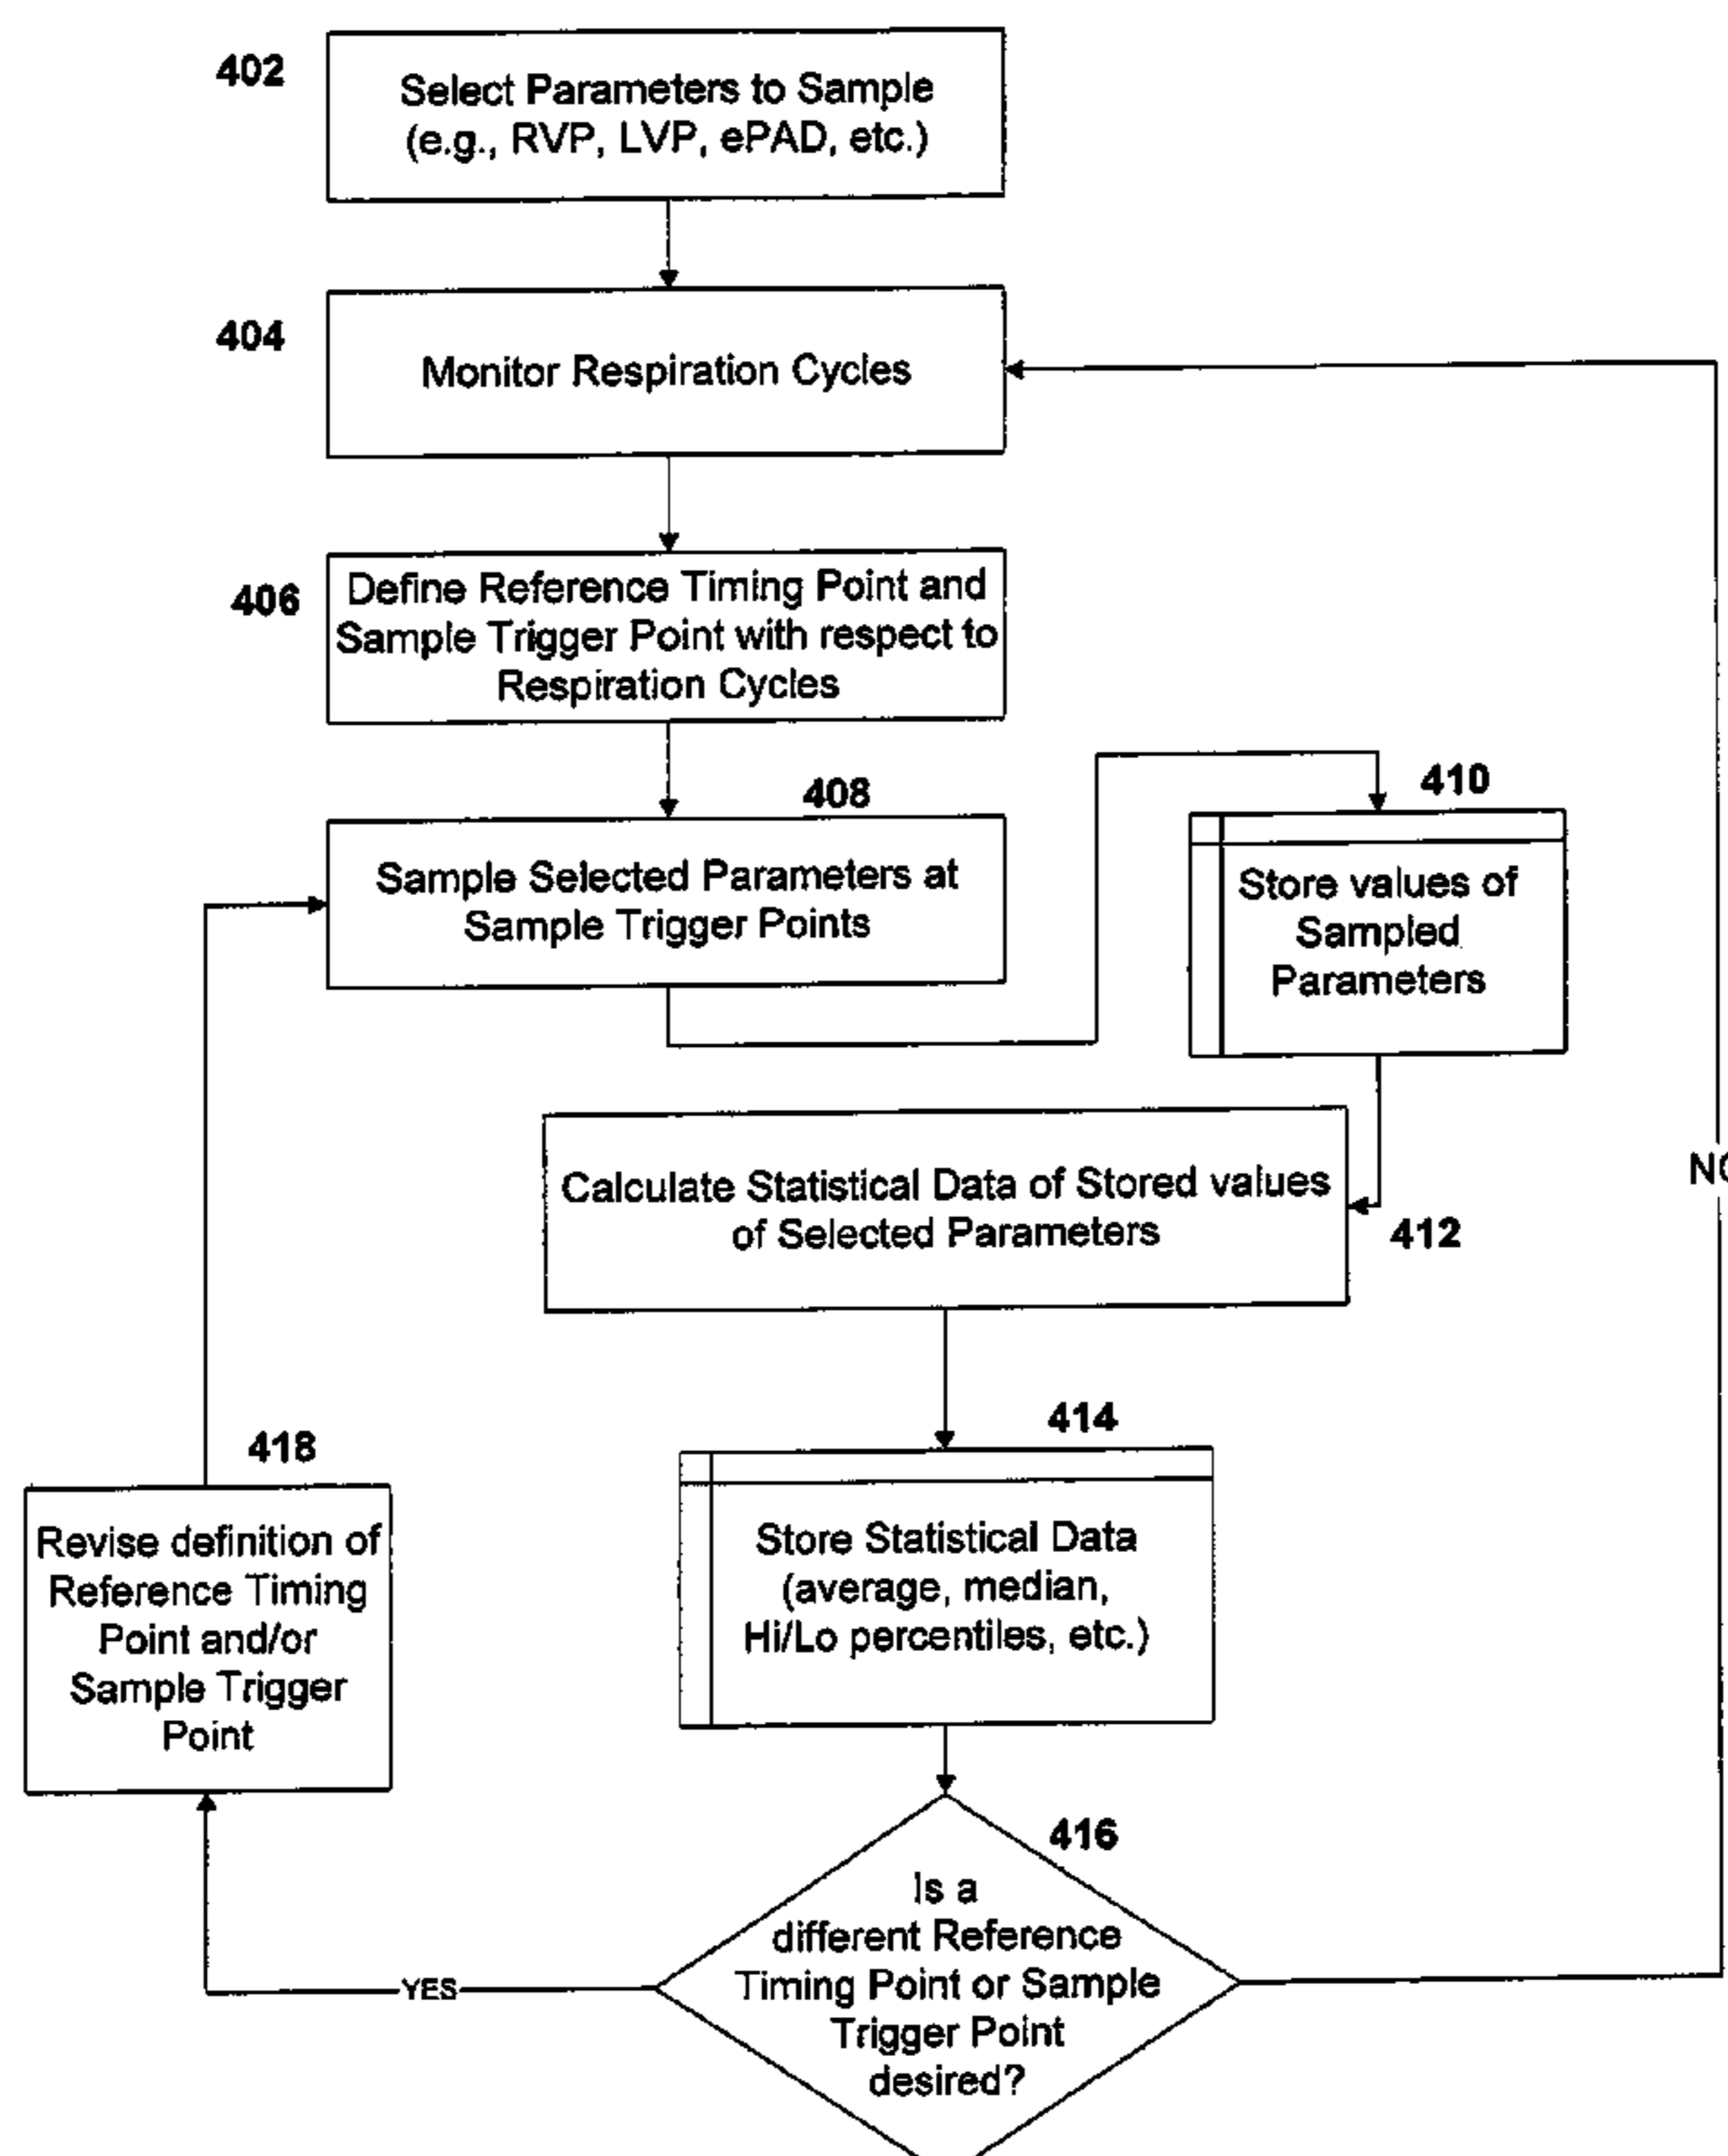 402
Select Parameters to Sample
(e.g., RVP, LVP, ePAD, etc.)
404
Monitor Respiration Cycles
406
Define Reference Timing Point and
Sample Trigger Point with respect to
Respiration Cycles
408
Sample Selected Parameters at
Sample Trigger Points
410
Store values of
Sampled
Parameters
Calculate Statistical Data of Stored values
of Selected Parameters
412
414
Store Statistical Data
(average, median,
Hi/Lo percentiles, etc.)
418
Revise definition of
Reference Timing
Point and/or
Sample Trigger
Point
416
Is a
different Reference
Timing Point or Sample
Trigger Point
desired?
YES